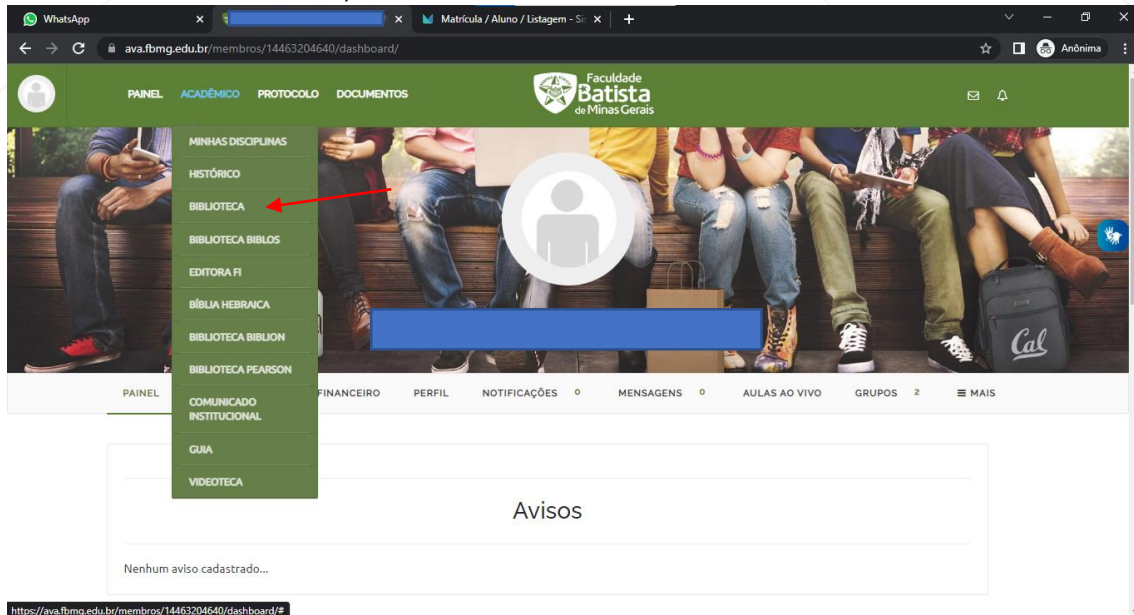 WhatsApp
Matrícula / Aluno / Listagem - Si
ava.fbmg.edu.br/membros/14463204640/dashboard/
Anônima
PAINEL ACADÊMICO PROTOCOLO DOCUMENTOS
Faculdade
Batista
de Minas Gerais
MINHAS DISCIPLINAS
HISTÓRICO
BIBLIOTECA
BIBLIOTECA BIBLOS
EDITORA FI
BÍBLIA HEBRAICA
BIBLIOTECA BIBLION
BIBLIOTECA PEARSON
COMUNICADO
INSTITUCIONAL
GUIA
VIDEOTECA
Cal
PAINEL FINANCEIRO PERFIL NOTIFICAÇÕES 0 MENSAGENS 0 AULAS AO VIVO GRUPOS 2 MAIS
Avisos
Nenhum aviso cadastrado...
https://ava.fbmg.edu.br/membros/14463204640/dashboard/#